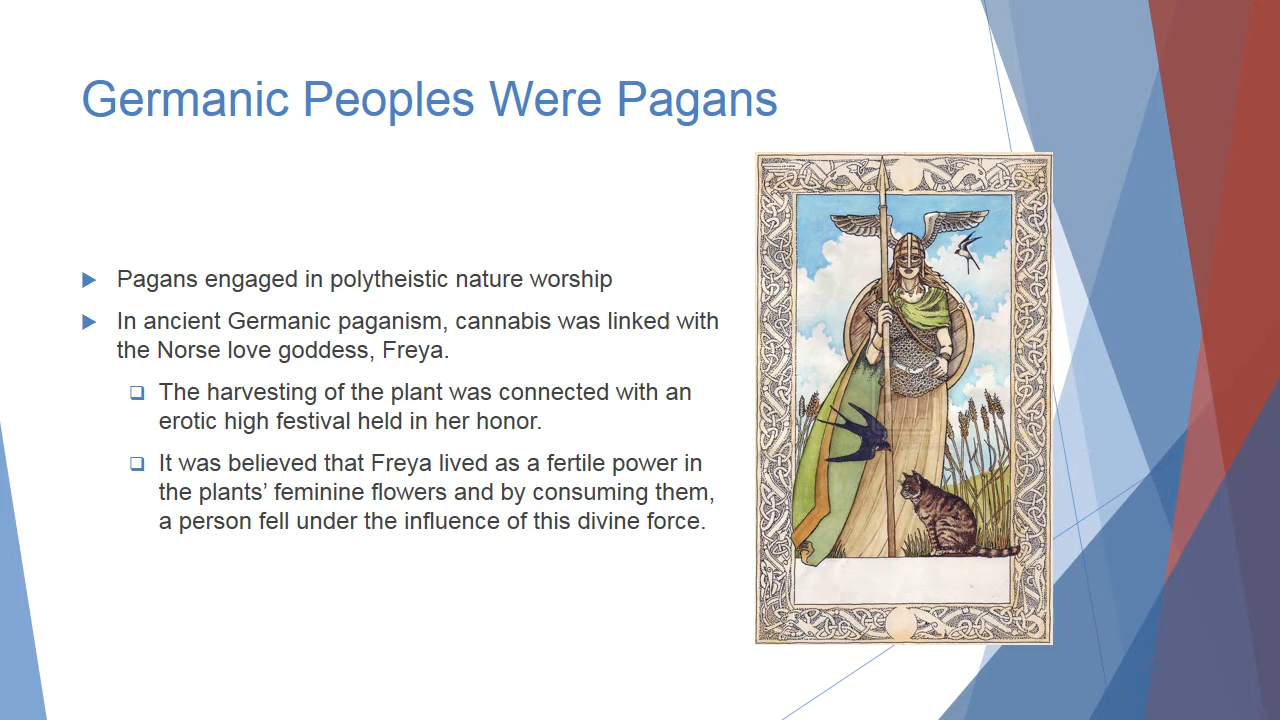 Germanic Peoples Were Pagans
Pagans engaged in polytheistic nature worship
In ancient Germanic paganism, cannabis was linked with
the Norse love goddess, Freya.
The harvesting of the plant was connected with an
erotic high festival held in her honor.
It was believed that Freya lived as a fertile power in
the plants’ feminine flowers and by consuming them,
a person fell under the influence of this divine force.